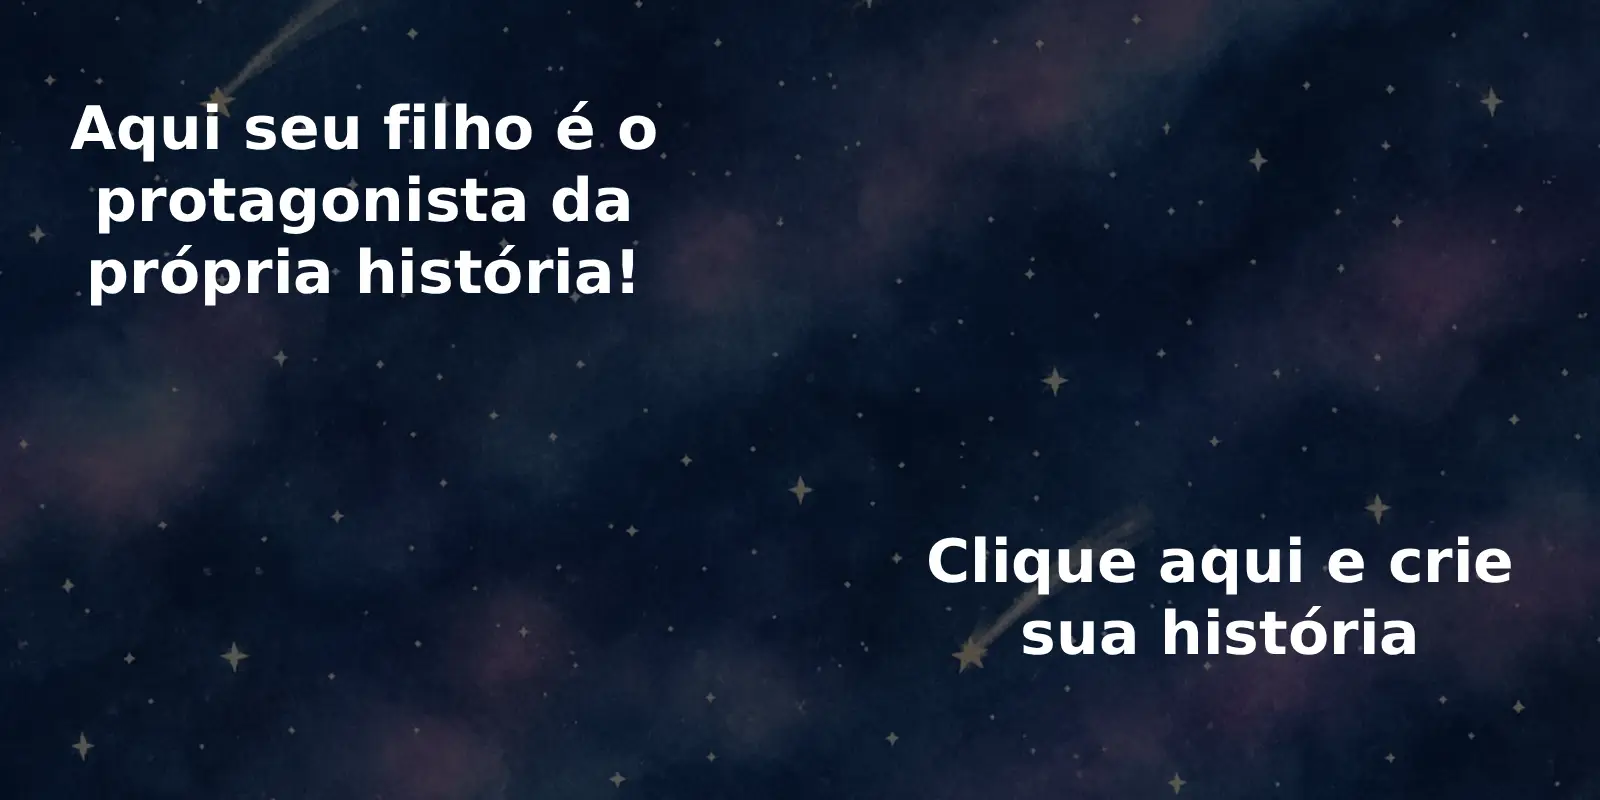 Aqui seu filho é o
protagonista da
própria história!
Clique aqui e crie
sua história